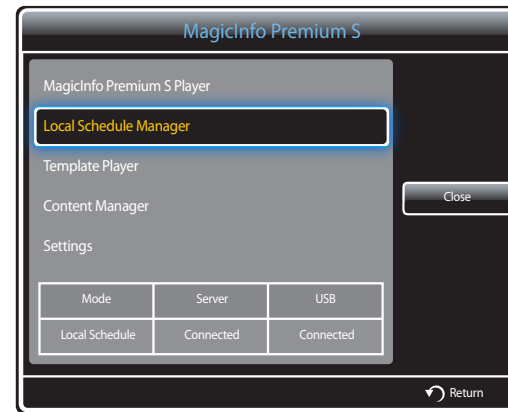 MagicInfo Premium S
MagicInfo Premium S Player
Local Schedule Manager
Template Player
Content Manager
Settings
Close
Mode Server USB
Local Schedule Connected Connected
Return